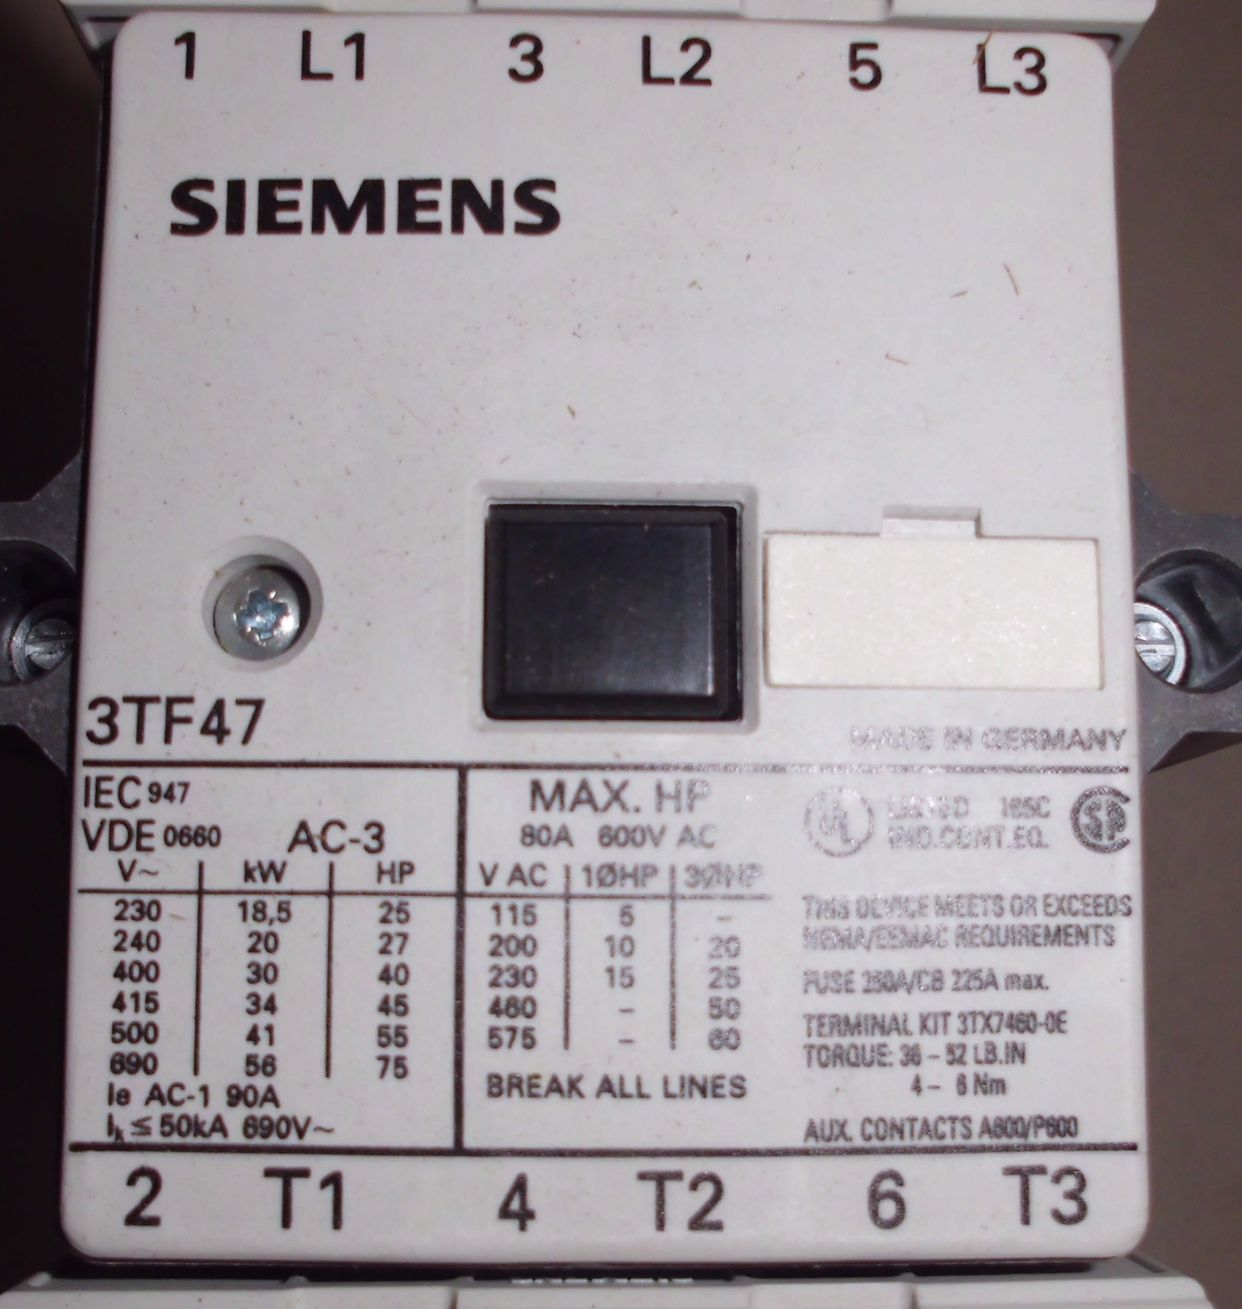 1 L1 3 L2 5 L3
SIEMENS
3TF47
MADE IN GERMANY
IEC 947
VDE 0660 AC-3
V~ kW HP
230 18,5 25
240 20 27
400 30 40
415 34 45
500 41 55
690 56 75
Ie AC-1 90A
Ik ≤ 50kA 690V~
MAX. HP
80A 600V AC
V AC 1ØHP 3ØHP
115 5 -
200 10 20
230 15 25
460 - 50
575 - 60
BREAK ALL LINES
UL LISTED 165C SP
IND.CONT.EQ.
THIS DEVICE MEETS OR EXCEEDS
NEMA/EEMAC REQUIREMENTS
FUSE 250A/CB 225A max.
TERMINAL KIT 3TX7460-0E
TORQUE: 36 - 52 LB.IN
4 - 6 Nm
AUX. CONTACTS A600/P600
2 T1 4 T2 6 T3